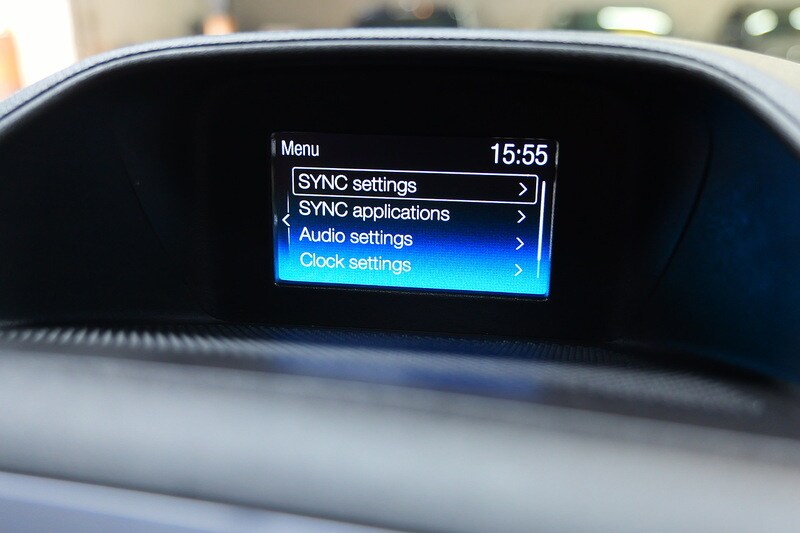 Menu 15:55
SYNC settings
SYNC applications
Audio settings
Clock settings